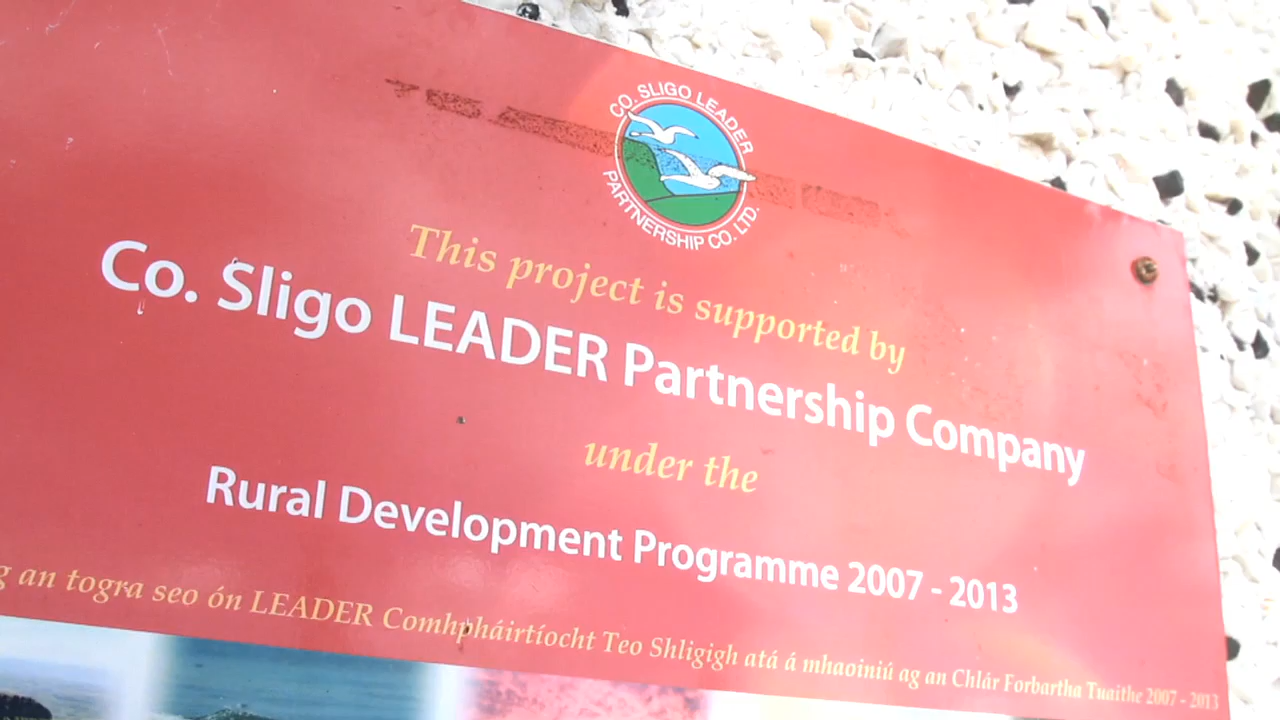 CO. SLIGO LEADER
PARTNERSHIP CO. LTD.
This project is supported by
Co. Sligo LEADER Partnership Company
under the
Rural Development Programme 2007 - 2013
an togra seo ón LEADER Comhpháirtíocht Teo Shligigh atá á mhaoiniú ag an Chlár Forbartha Tuaithe 2007 - 2013